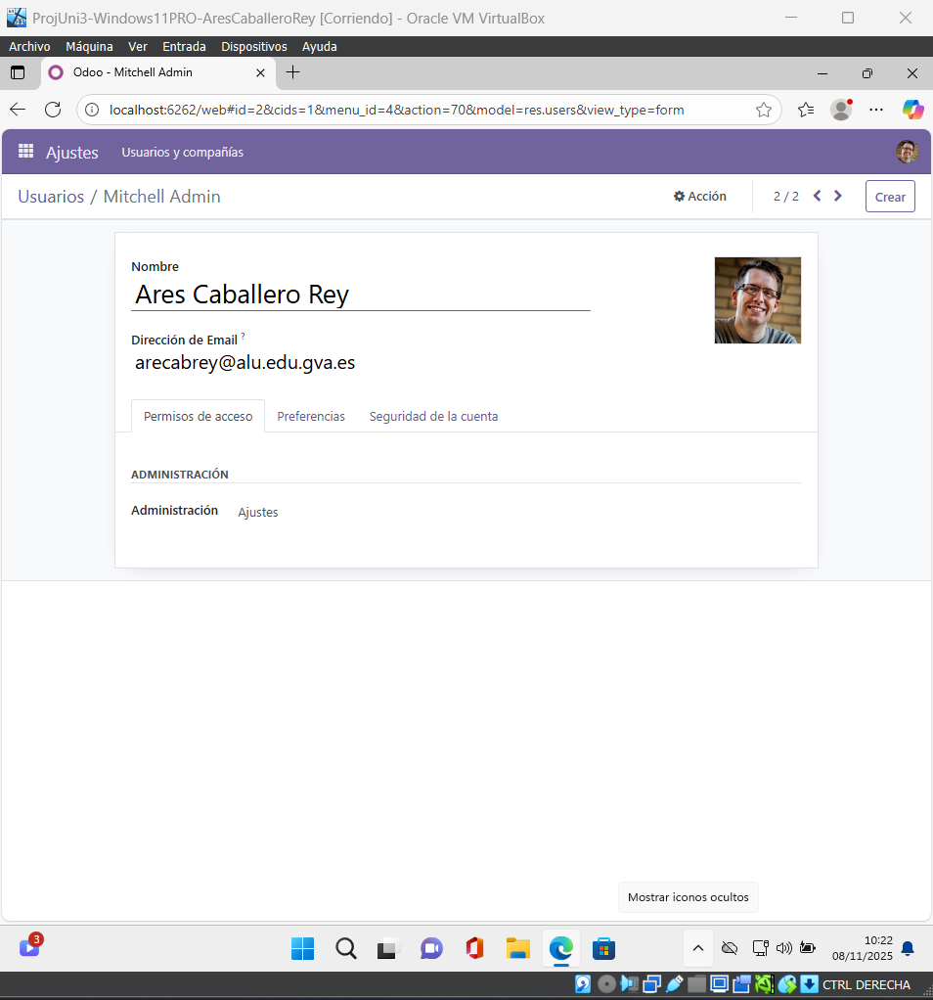 ProjUni3-Windows11PRO-AresCaballeroRey [Corriendo] - Oracle VM VirtualBox
Archivo Máquina Ver Entrada Dispositivos Ayuda
Odoo - Mitchell Admin
localhost:6262/web#id=2&cids=1&menu_id=4&action=70&model=res.users&view_type=form
Ajustes Usuarios y compañías
Usuarios / Mitchell Admin Acción 2 / 2 Crear
Nombre
Ares Caballero Rey
Dirección de Email ?
arecabrey@alu.edu.gva.es
Permisos de acceso Preferencias Seguridad de la cuenta
ADMINISTRACIÓN
Administración Ajustes
Mostrar iconos ocultos
3
10:22
08/11/2025
CTRL DERECHA